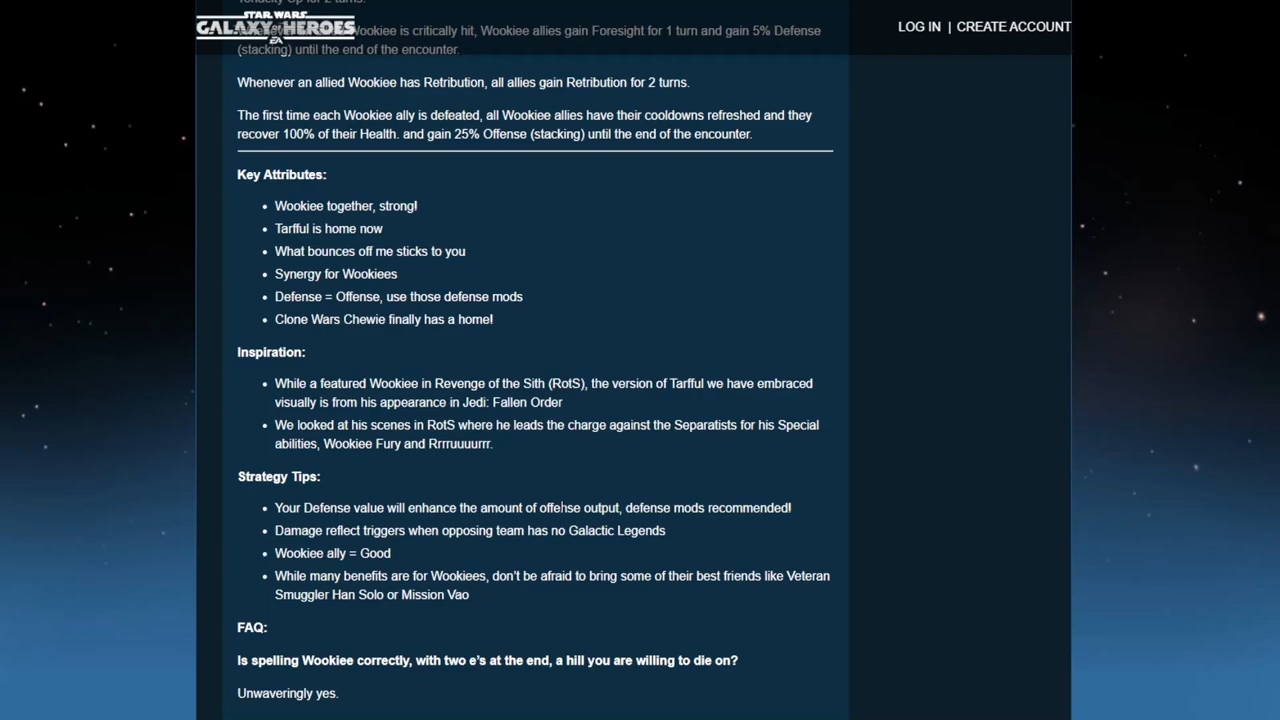 Tenacity Up for 2 turns.
STAR WARS
GALAXY OF HEROES
EA
LOG IN | CREATE ACCOUNT
Wookiee is critically hit, Wookiee allies gain Foresight for 1 turn and gain 5% Defense
(stacking) until the end of the encounter.
Whenever an allied Wookiee has Retribution, all allies gain Retribution for 2 turns.
The first time each Wookiee ally is defeated, all Wookiee allies have their cooldowns refreshed and they
recover 100% of their Health. and gain 25% Offense (stacking) until the end of the encounter.
Key Attributes:
• Wookiee together, strong!
• Tarfful is home now
• What bounces off me sticks to you
• Synergy for Wookiees
• Defense = Offense, use those defense mods
• Clone Wars Chewie finally has a home!
Inspiration:
• While a featured Wookiee in Revenge of the Sith (RotS), the version of Tarfful we have embraced
visually is from his appearance in Jedi: Fallen Order
• We looked at his scenes in RotS where he leads the charge against the Separatists for his Special
abilities, Wookiee Fury and Rrrruuuurrr.
Strategy Tips:
• Your Defense value will enhance the amount of offense output, defense mods recommended!
• Damage reflect triggers when opposing team has no Galactic Legends
• Wookiee ally = Good
• While many benefits are for Wookiees, don't be afraid to bring some of their best friends like Veteran
Smuggler Han Solo or Mission Vao
FAQ:
Is spelling Wookiee correctly, with two e's at the end, a hill you are willing to die on?
Unwaveringly yes.